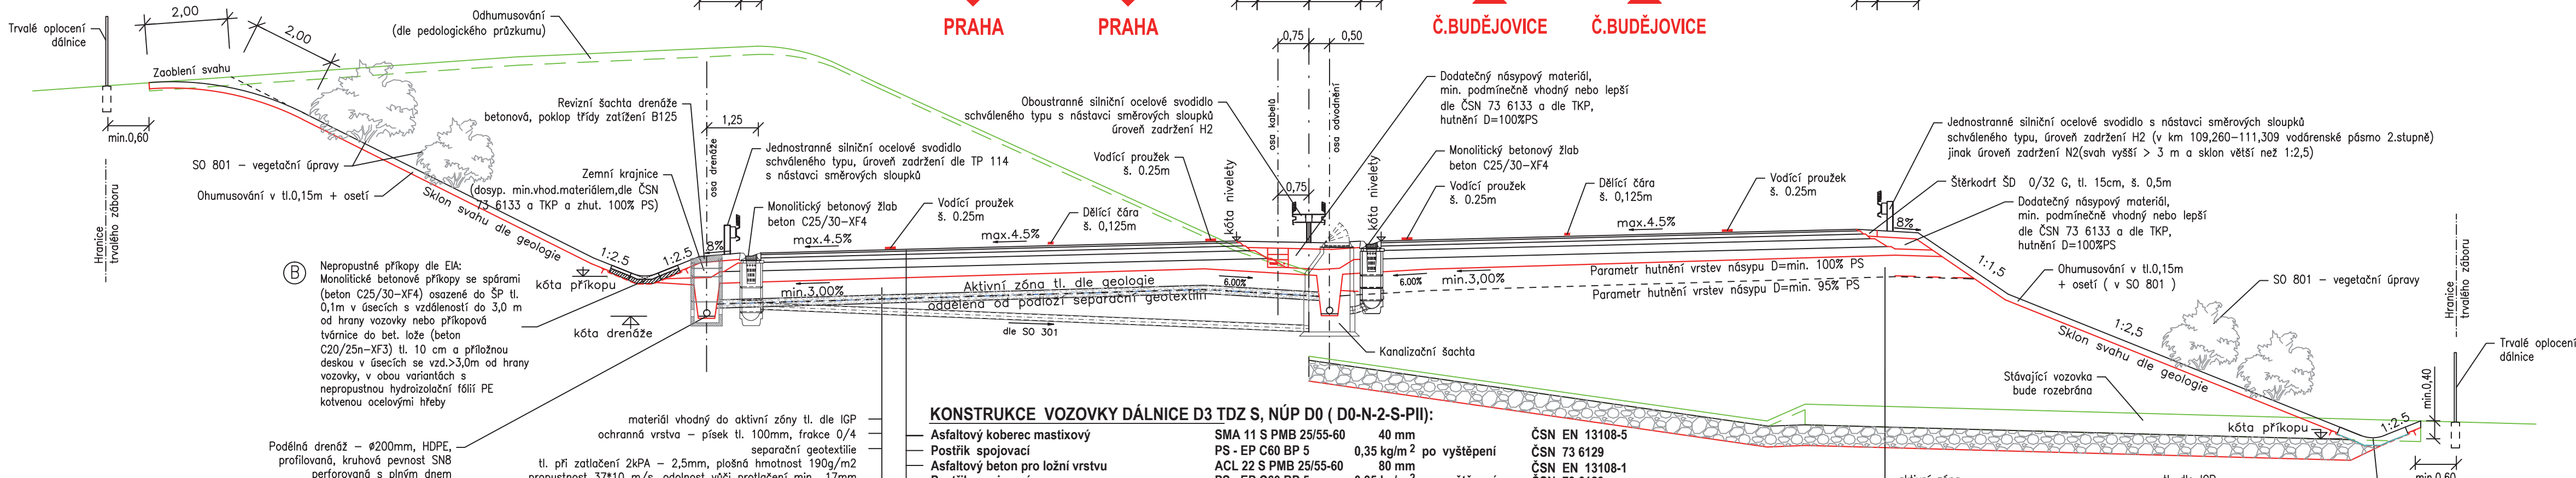 2,00
2,00
Trvalé oplocení
dálnice
Odhumusování
(dle pedologického průzkumu)
PRAHA
PRAHA
Č.BUDĚJOVICE
Č.BUDĚJOVICE
0,75
0,50
Zaoblení svahu
min.0,60
Revizní šachta drenáže
betonová, poklop třídy zatížení B125
osa drenáže
1,25
Oboustranné silniční ocelové svodidlo
schváleného typu s nástavci směrových sloupků
úroveň zadržení H2
osa kabelů
osa odvodnění
Dodatečný násypový materiál,
min. podmínečně vhodný nebo lepší
dle ČSN 73 6133 a dle TKP,
hutnění D=100%PS
Jednostranné silniční ocelové svodidlo s nástavci směrových sloupků
schváleného typu, úroveň zadržení H2 (v km 109,260–111,309 vodárenské pásmo 2.stupně)
jinak úroveň zadržení N2(svah vyšší > 3 m a sklon větší než 1:2,5)
SO 801 – vegetační úpravy
Ohumusování v tl.0,15m + osetí
Hranice
trvalého záboru
Sklon svahu dle geologie
Zemní krajnice
(dosyp. min.vhod.materiálem,dle ČSN
73 6133 a TKP a zhut. 100% PS)
Jednostranné silniční ocelové svodidlo
schváleného typu, úroveň zadržení dle TP 114
s nástavci směrových sloupků
Monolitický betonový žlab
beton C25/30–XF4
Vodící proužek
š. 0.25m
Dělící čára
š. 0,125m
Vodící proužek
š. 0.25m
kóta nivelety
0,75
kóta nivelety
Monolitický betonový žlab
beton C25/30–XF4
Vodící proužek
š. 0.25m
Dělící čára
š. 0,125m
Vodící proužek
š. 0.25m
Štěrkodrť ŠD 0/32 G, tl. 15cm, š. 0,5m
Dodatečný násypový materiál,
min. podmínečně vhodný nebo lepší
dle ČSN 73 6133 a dle TKP,
hutnění D=100%PS
8%
max.4.5%
max.4.5%
max.4.5%
max.4.5%
8%
1:2.5
1:2.5
kóta příkopu
kóta drenáže
min.3,00%
Aktivní zóna tl. dle geologie
oddělena od podloží separační geotextilií
6.00%
6.00%
min.3,00%
dle SO 301
Parametr hutnění vrstev násypu D=min. 100% PS
Parametr hutnění vrstev násypu D=min. 95% PS
1:1,5
Ohumusování v tl.0,15m
+ osetí ( v SO 801 )
SO 801 – vegetační úpravy
1:2,5
Sklon svahu dle geologie
Hranice
trvalého záboru
Trvalé oplocení
dálnice
B
Nepropustné příkopy dle EIA:
Monolitické betonové příkopy se spárami
(beton C25/30–XF4) osazené do ŠP tl.
0,1m v úsecích s vzdáleností do 3,0 m
od hrany vozovky nebo příkopová
tvárnice do bet. lože (beton
C20/25n–XF3) tl. 10 cm a příložnou
deskou v úsecích se vzd.>3,0m od hrany
vozovky, v obou variantách s
nepropustnou hydroizolační fólií PE
kotvenou ocelovými hřeby
Kanalizační šachta
Stávající vozovka
bude rozebrána
kóta příkopu
1:2.5
min.0,40
min.0,60
Podélná drenáž – ø200mm, HDPE,
profilovaná, kruhová pevnost SN8
perforovaná s plným dnem
materiál vhodný do aktivní zóny tl. dle IGP
ochranná vrstva – písek tl. 100mm, frakce 0/4
separační geotextilie
tl. při zatlačení 2kPA – 2,5mm, plošná hmotnost 190g/m2
propustnost 37*10 m/s, odolnost vůči protlačení min. 17mm
KONSTRUKCE VOZOVKY DÁLNICE D3 TDZ S, NÚP D0 ( D0-N-2-S-PII):
Asfaltový koberec mastixový SMA 11 S PMB 25/55-60 40 mm ČSN EN 13108-5
Postřik spojovací PS - EP C60 BP 5 0,35 kg/m2 po vyštěpení ČSN 73 6129
Asfaltový beton pro ložní vrstvu ACL 22 S PMB 25/55-60 80 mm ČSN EN 13108-1